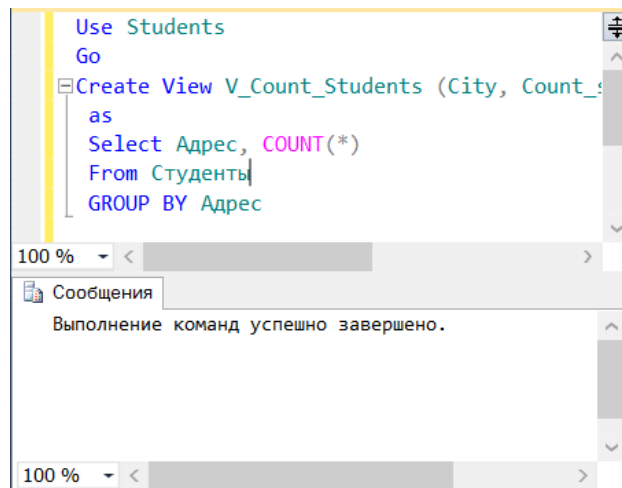 Use Students
Go
Create View V_Count_Students (City,
as
Select Адрес, COUNT(*)
From Студенты
GROUP BY Адрес
100 %
Сообщения
Выполнение команд успешно завершено.
100 %